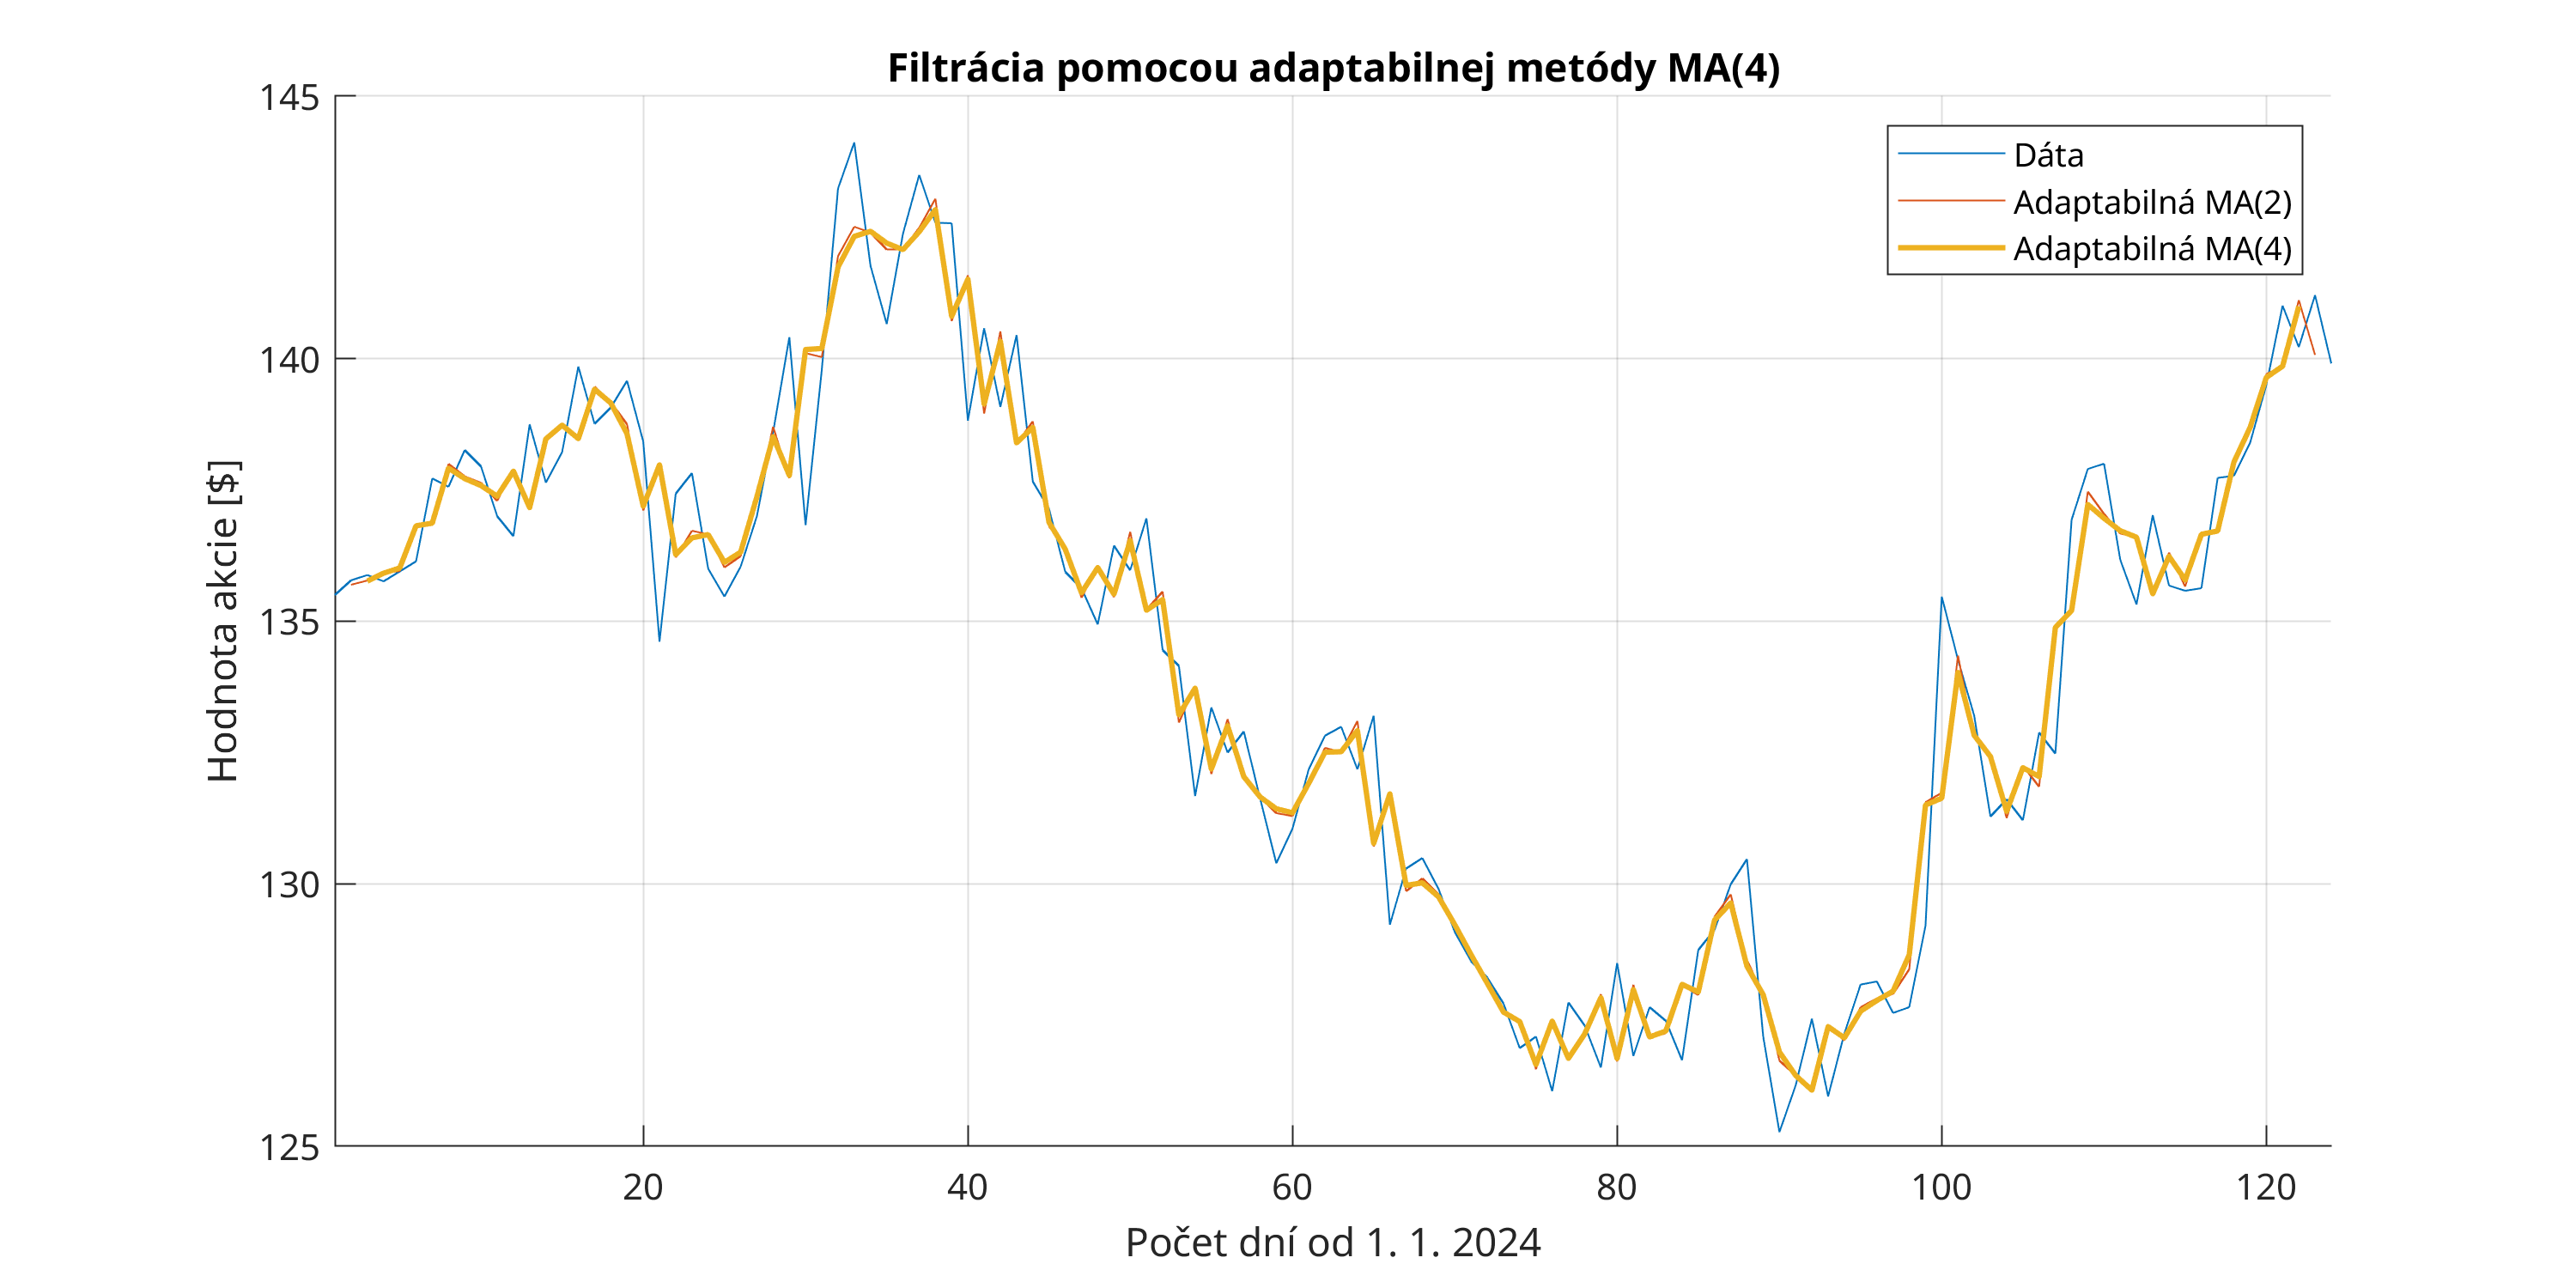 Filtrácia pomocou adaptabilnej metódy MA(4)
145
140
135
130
125
Hodnota akcie [$]
Dáta
Adaptabilná MA(2)
Adaptabilná MA(4)
20 40 60 80 100 120
Počet dní od 1. 1. 2024